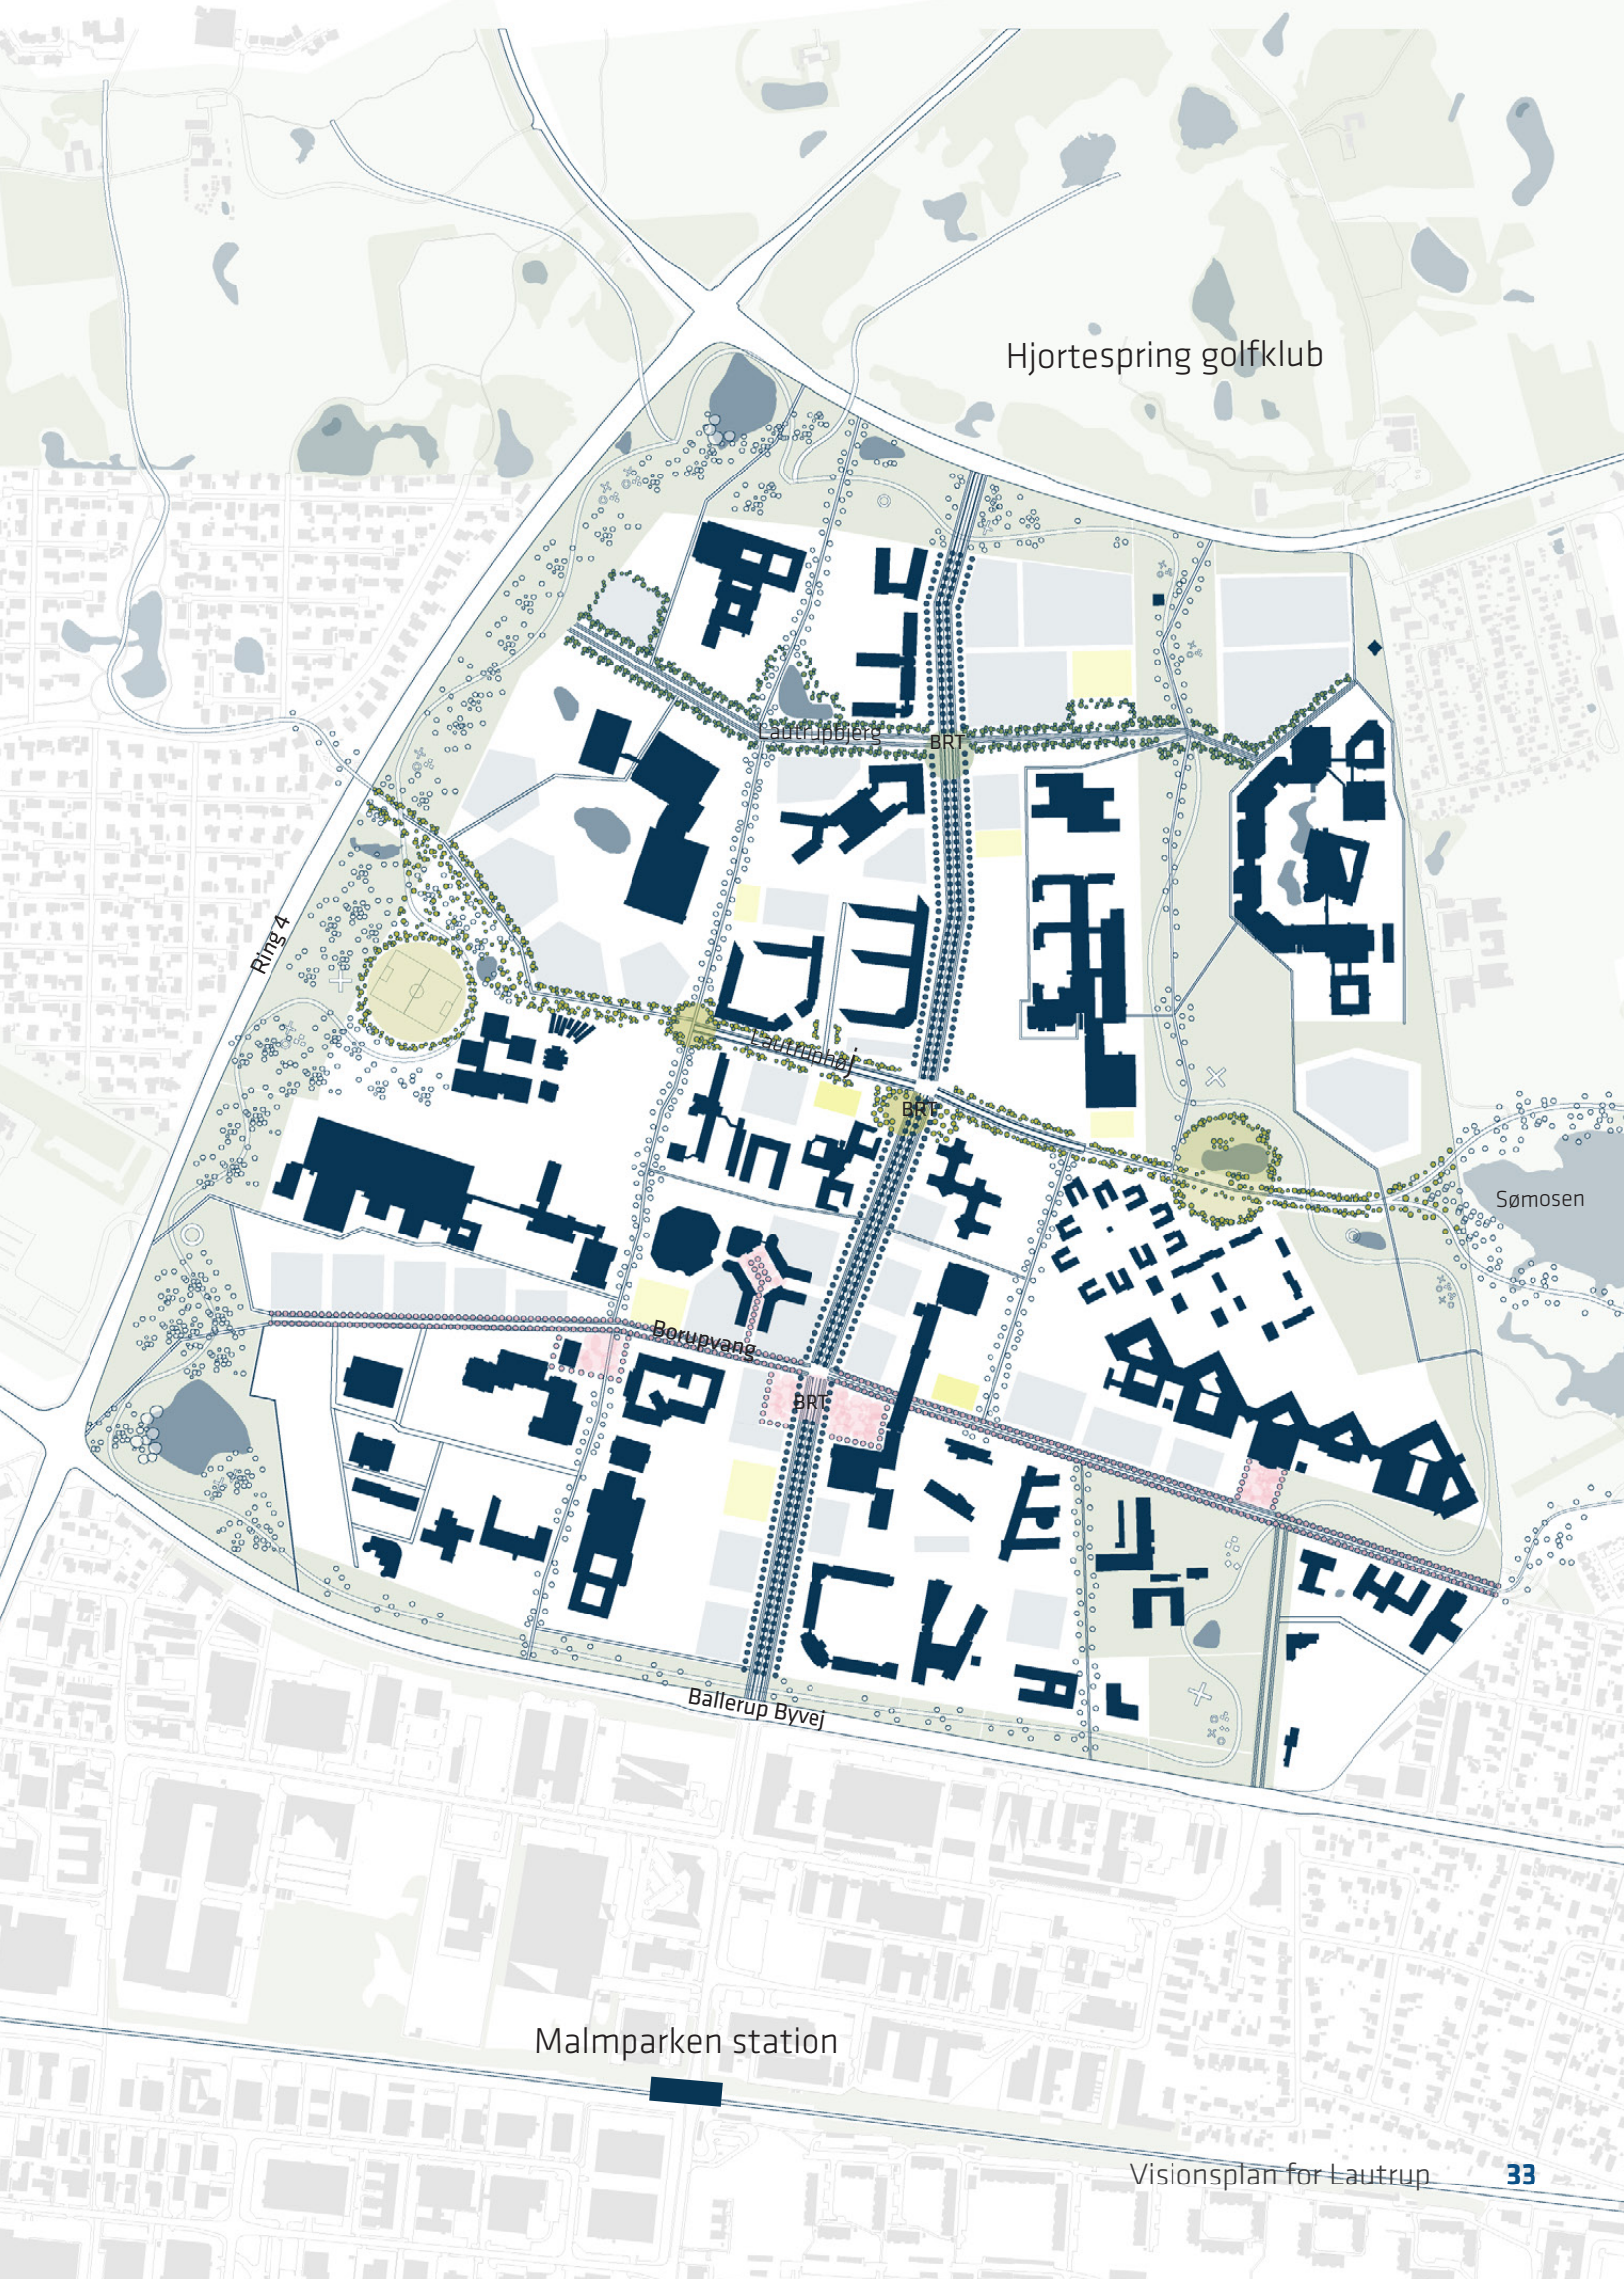 Hjortespring golfklub
Lautrupbjerg
BRT
Ring 4
Lautruphøj
BRT
Sømosen
Borupvang
BRT
Ballerup Byvej
Malmparken station
Visionsplan for Lautrup 33